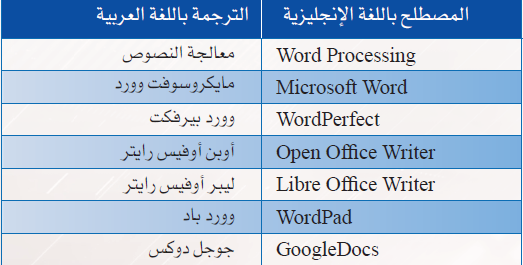 المصطلح باللغة الإنجليزية الترجمة باللغة العربية
Word Processing معالجة النصوص
Microsoft Word مايكروسوفت وورد
WordPerfect وورد بيرفكت
Open Office Writer أوبن أوفيس رايتر
Libre Office Writer ليبر أوفيس رايتر
WordPad وورد باد
GoogleDocs جوجل دوكس